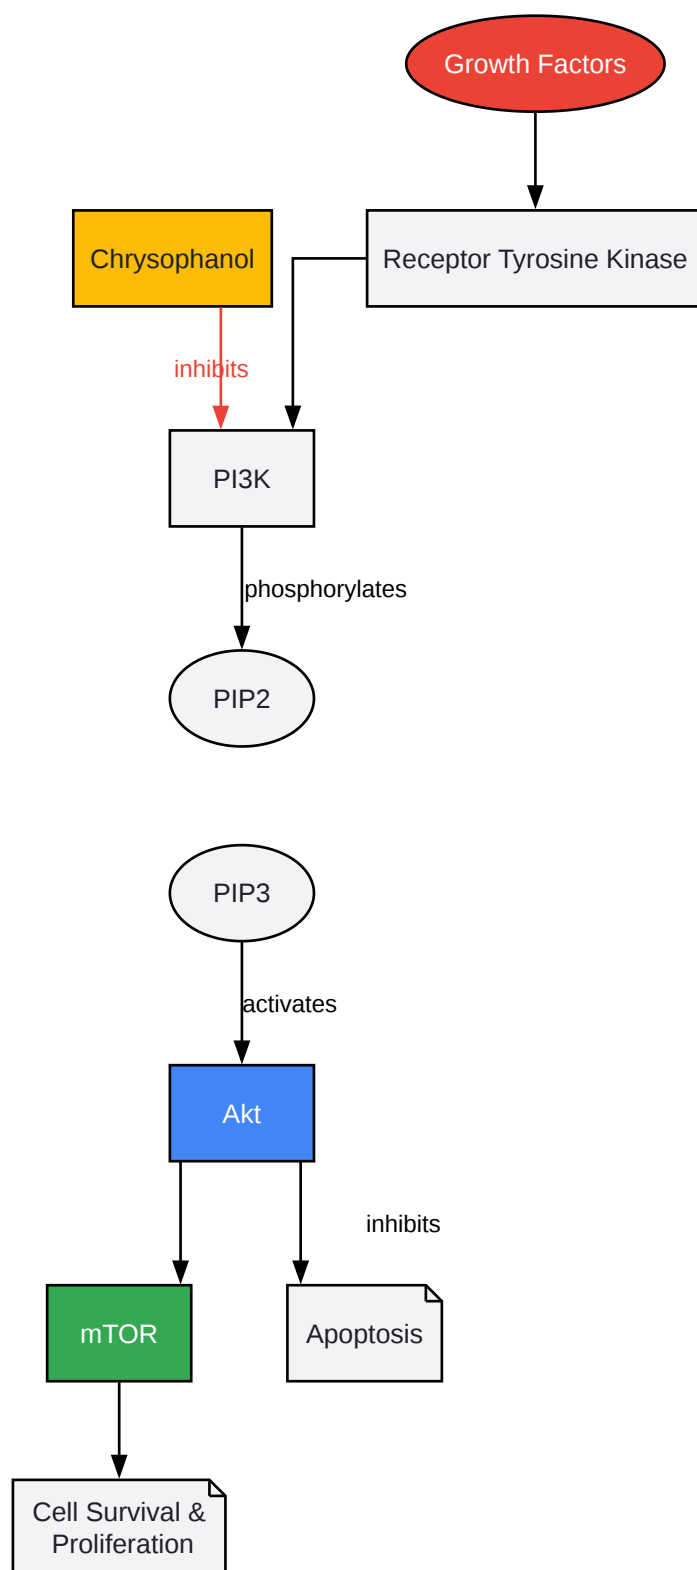 Growth Factors
Chrysophanol
Receptor Tyrosine Kinase
inhibits
PI3K
phosphorylates
PIP2
PIP3
activates
Akt
inhibits
mTOR
Apoptosis
Cell Survival &
Proliferation